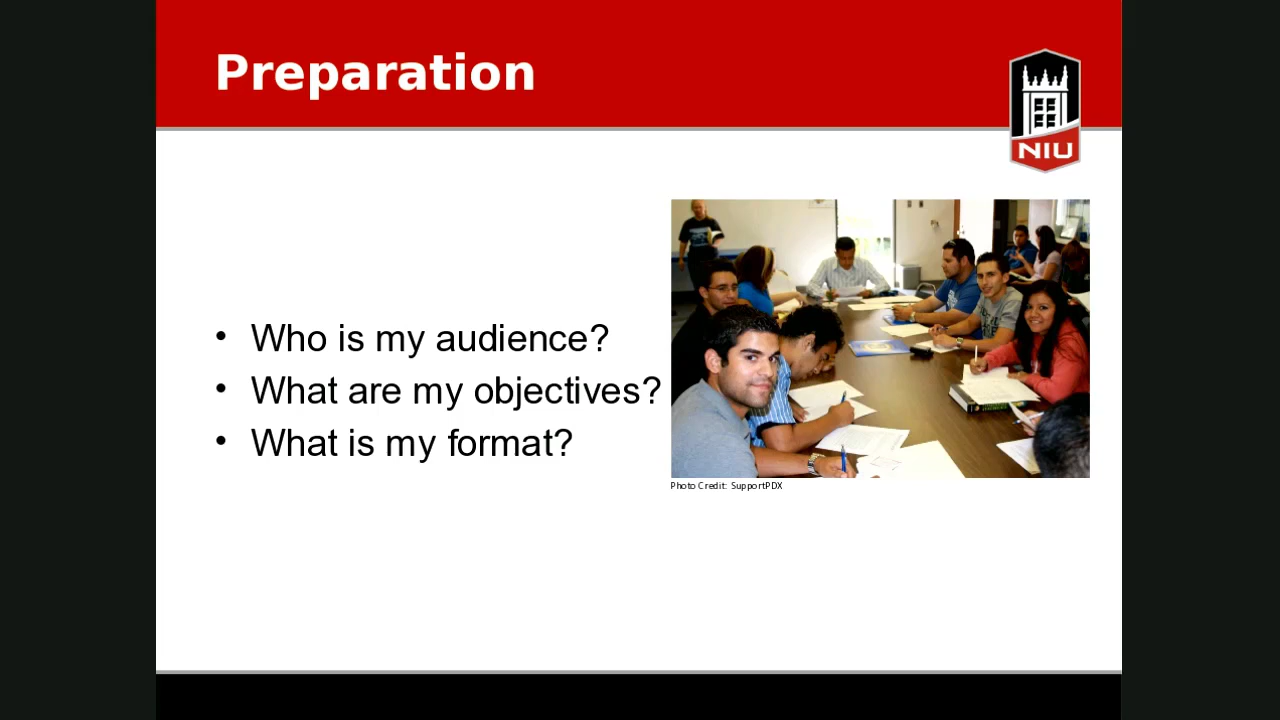 Preparation
NIU
• Who is my audience?
• What are my objectives?
• What is my format?
Photo Credit: SupportPDX